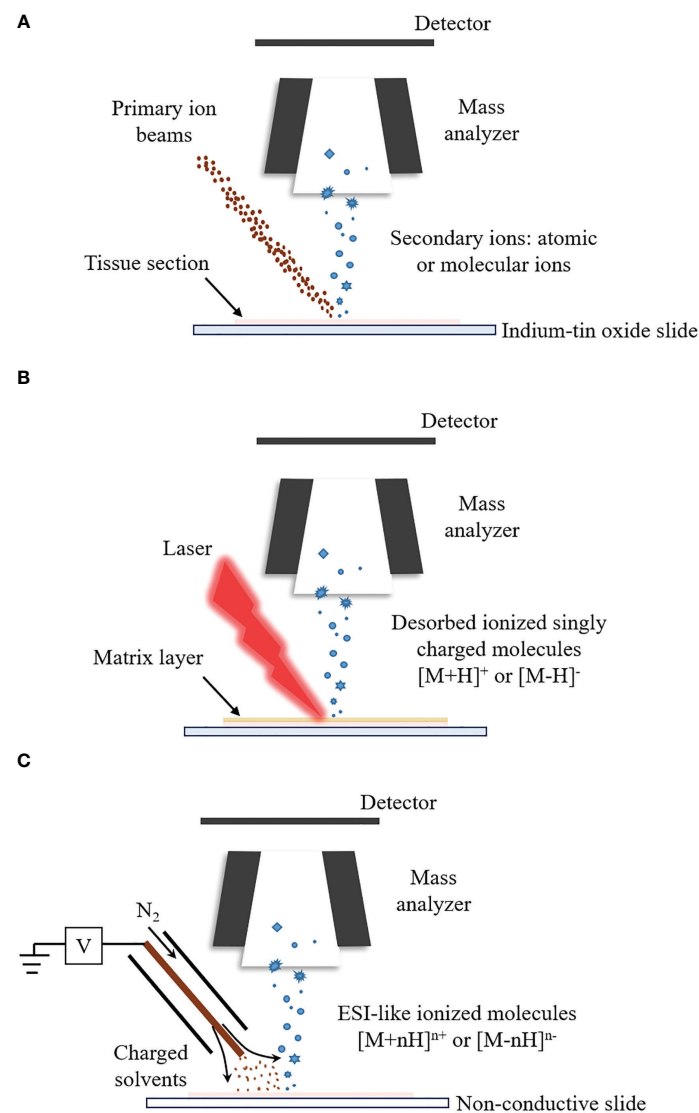 A
Detector
Primary ion
beams
Mass
analyzer
Secondary ions: atomic
or molecular ions
Tissue section
Indium-tin oxide slide
B
Detector
Mass
analyzer
Laser
Desorbed ionized singly
charged molecules
[M+H]⁺ or [M-H]⁻
Matrix layer
C
Detector
Mass
analyzer
N₂
V
ESI-like ionized molecules
[M+nH]ⁿ⁺ or [M-nH]ⁿ⁻
Charged
solvents
Non-conductive slide